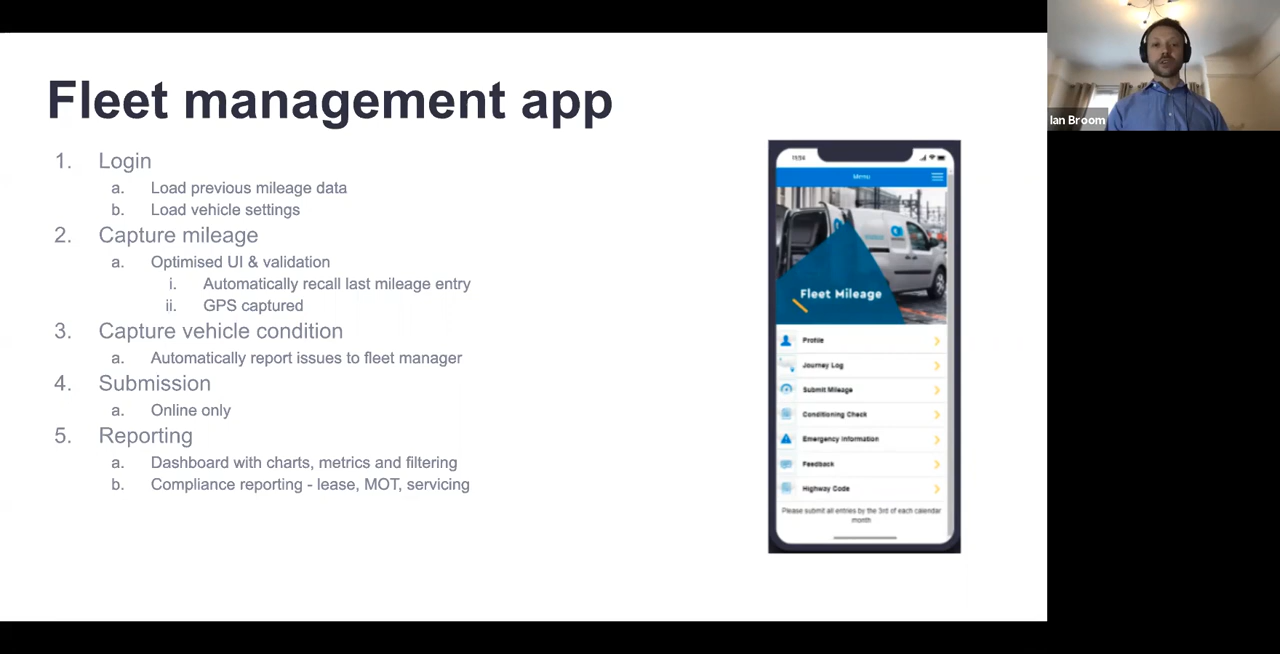 Fleet management app
1. Login
a. Load previous mileage data
b. Load vehicle settings
2. Capture mileage
a. Optimised UI & validation
i. Automatically recall last mileage entry
ii. GPS captured
3. Capture vehicle condition
a. Automatically report issues to fleet manager
4. Submission
a. Online only
5. Reporting
a. Dashboard with charts, metrics and filtering
b. Compliance reporting - lease, MOT, servicing
11:54
Menu
Fleet Mileage
Profile
Journey Log
Submit Mileage
Conditioning Check
Emergency Information
Feedback
Highway Code
Please submit all entries by the 3rd of each calendar
month
Ian Broom